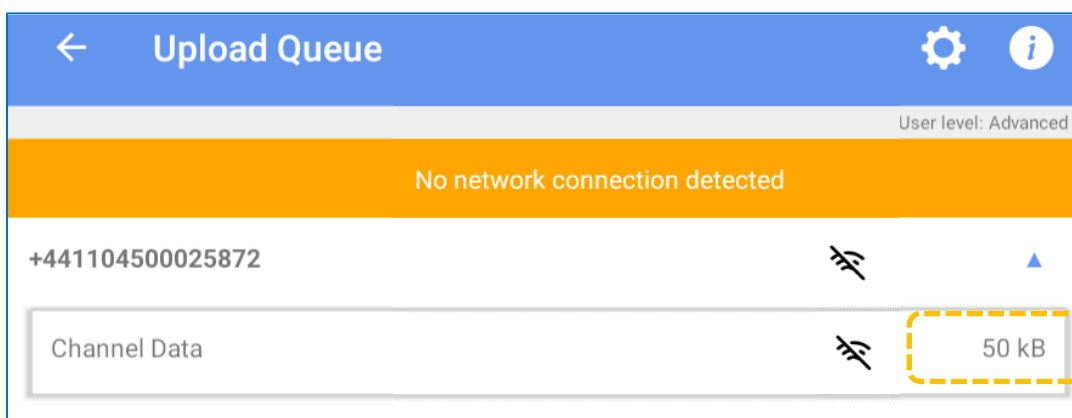 Upload Queue
User level: Advanced
No network connection detected
+441104500025872
Channel Data 50 kB